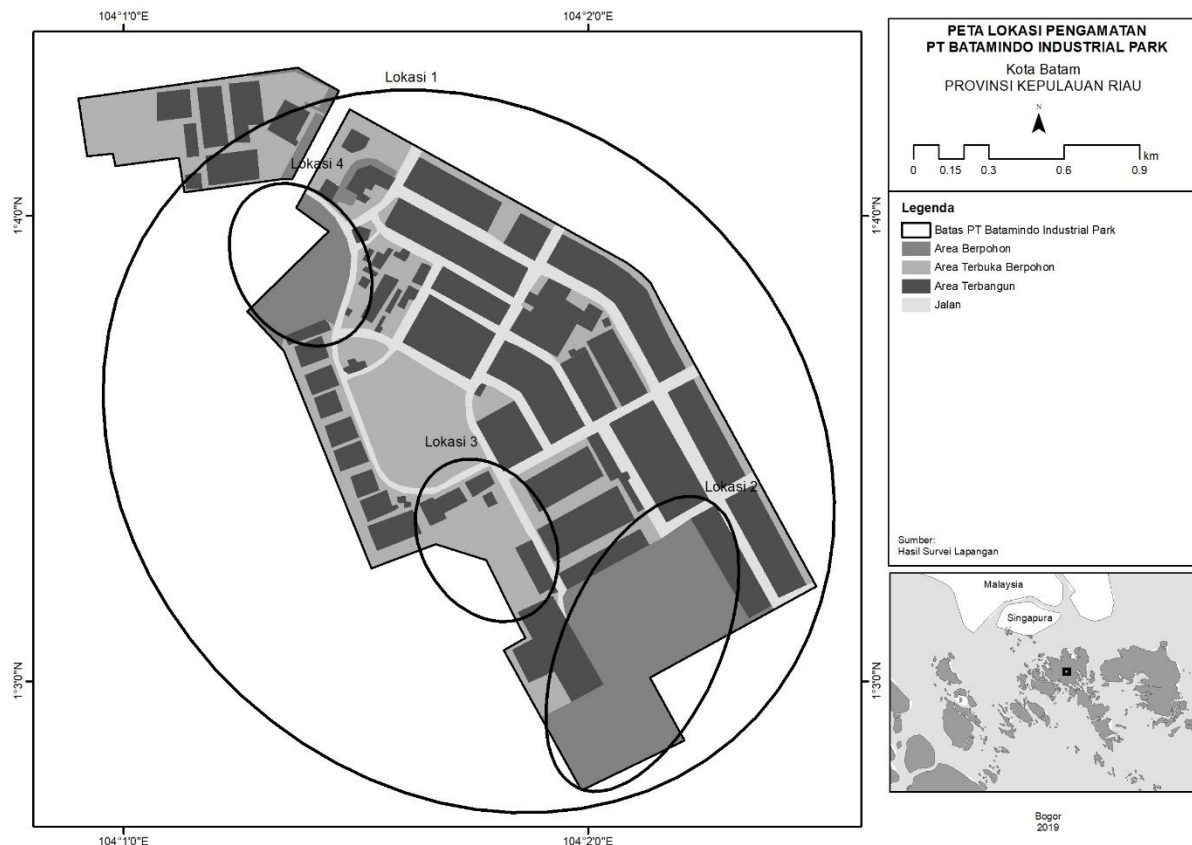 104°1'0"E
104°2'0"E
Lokasi 1
Lokasi 4
Lokasi 3
Lokasi 2
1°4'0"N
1°4'0"N
1°3'0"N
1°3'0"N
104°1'0"E
104°2'0"E
PETA LOKASI PENGAMATAN
PT BATAMINDO INDUSTRIAL PARK
Kota Batam
PROVINSI KEPULAUAN RIAU
N
km
0 0.15 0.3 0.6 0.9
Legenda
Batas PT Batamindo Industrial Park
Area Berpohon
Area Terbuka Berpohon
Area Terbangun
Jalan
Sumber:
Hasil Survei Lapangan
Malaysia
Singapura
Bogor
2019